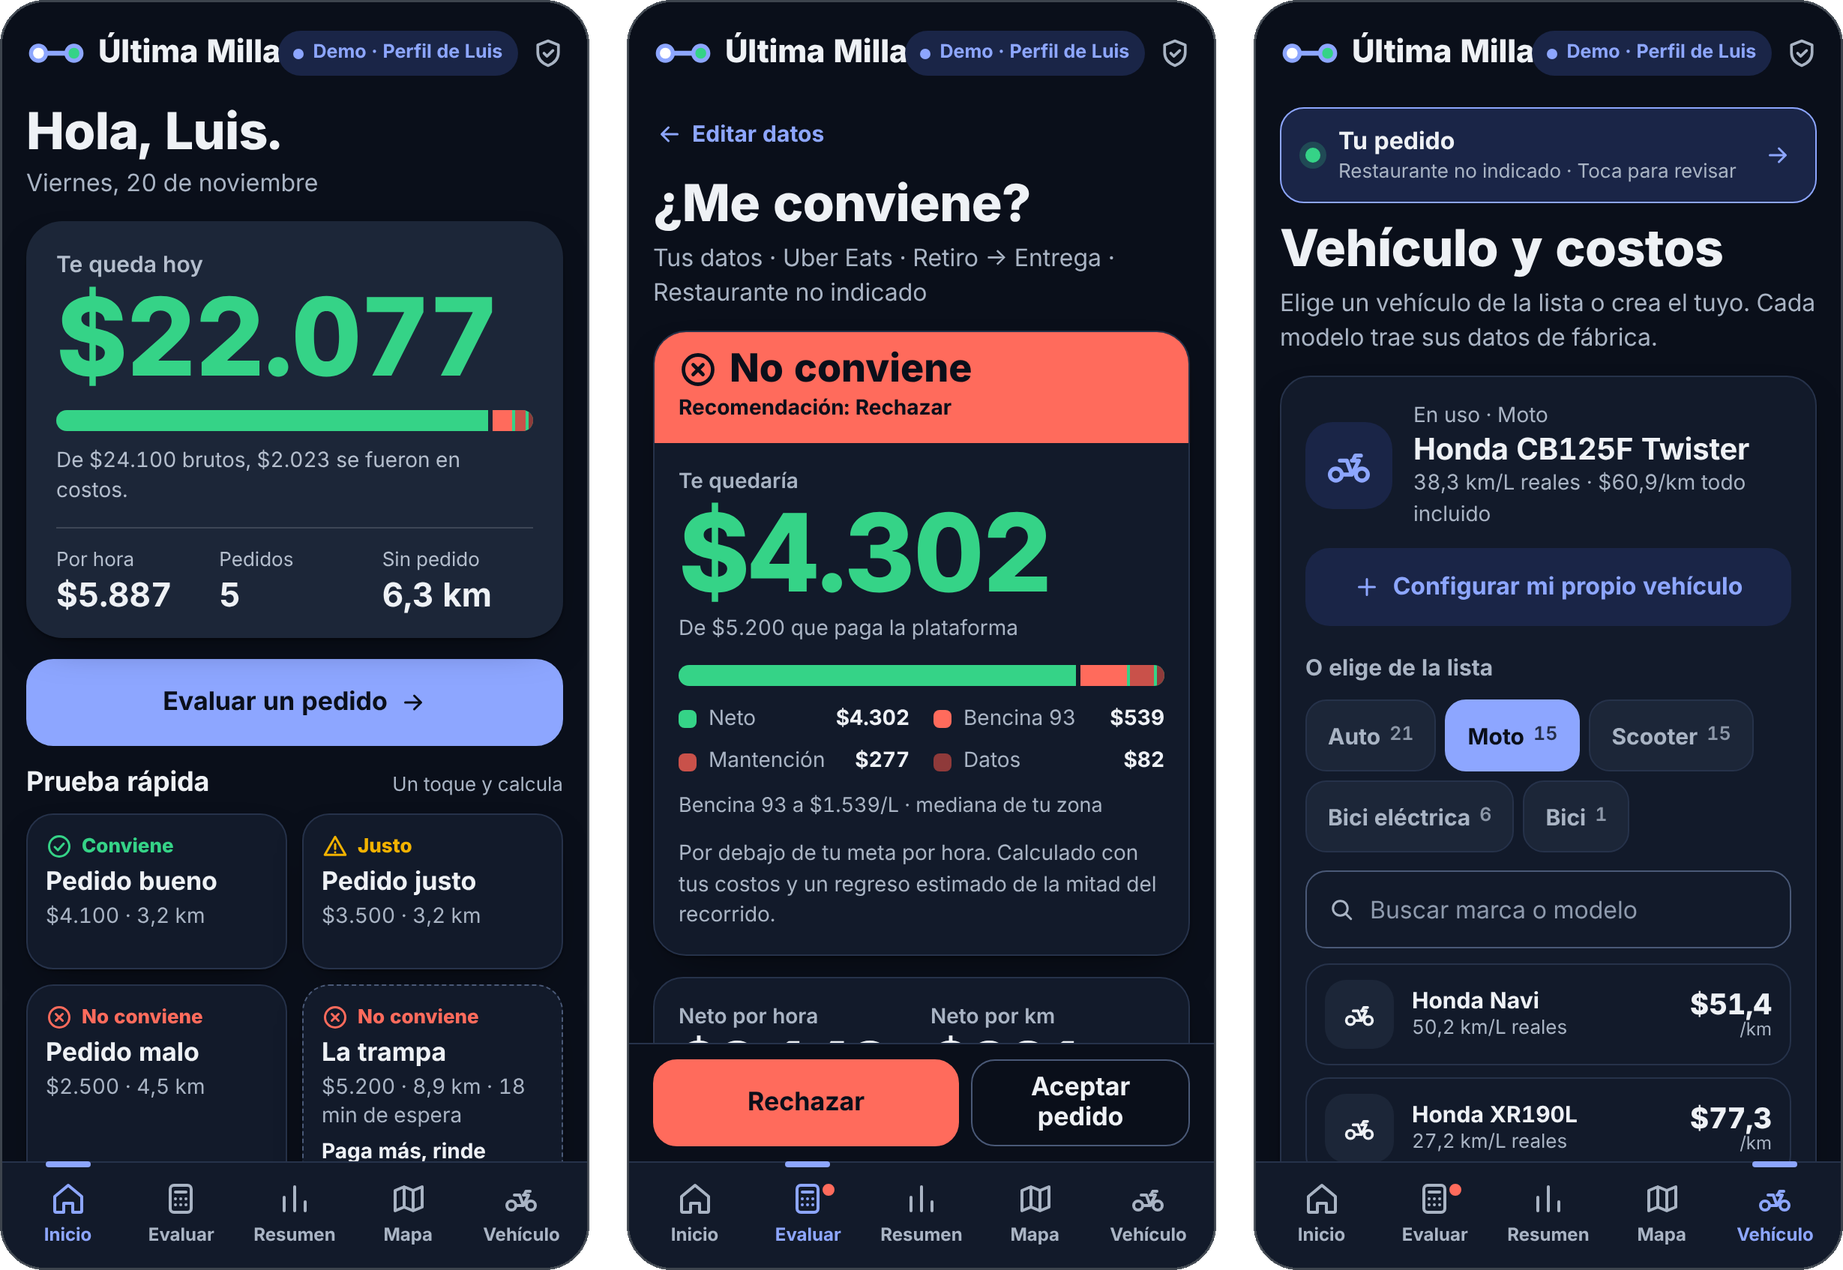 Última Milla
Demo · Perfil de Luis
Hola, Luis.
Viernes, 20 de noviembre
Te queda hoy
$22.077
De $24.100 brutos, $2.023 se fueron en
costos.
Por hora
$5.887
Pedidos
5
Sin pedido
6,3 km
Evaluar un pedido →
Prueba rápida
Un toque y calcula
Conviene
Pedido bueno
$4.100 · 3,2 km
Justo
Pedido justo
$3.500 · 3,2 km
No conviene
Pedido malo
$2.500 · 4,5 km
No conviene
La trampa
$5.200 · 8,9 km · 18
min de espera
Paga más, rinde
Inicio
Evaluar
Resumen
Mapa
Vehículo
Última Milla
Demo · Perfil de Luis
← Editar datos
¿Me conviene?
Tus datos · Uber Eats · Retiro → Entrega ·
Restaurante no indicado
No conviene
Recomendación: Rechazar
Te quedaría
$4.302
De $5.200 que paga la plataforma
Neto $4.302
Bencina 93 $539
Mantención $277
Datos $82
Bencina 93 a $1.539/L · mediana de tu zona
Por debajo de tu meta por hora. Calculado con
tus costos y un regreso estimado de la mitad del
recorrido.
Neto por hora
Neto por km
Rechazar
Aceptar
pedido
Inicio
Evaluar
Resumen
Mapa
Vehículo
Última Milla
Demo · Perfil de Luis
Tu pedido
Restaurante no indicado · Toca para revisar →
Vehículo y costos
Elige un vehículo de la lista o crea el tuyo. Cada
modelo trae sus datos de fábrica.
En uso · Moto
Honda CB125F Twister
38,3 km/L reales · $60,9/km todo
incluido
+ Configurar mi propio vehículo
O elige de la lista
Auto 21
Moto 15
Scooter 15
Bici eléctrica 6
Bici 1
Buscar marca o modelo
Honda Navi
50,2 km/L reales
$51,4
/km
Honda XR190L
27,2 km/L reales
$77,3
/km
Inicio
Evaluar
Resumen
Mapa
Vehículo